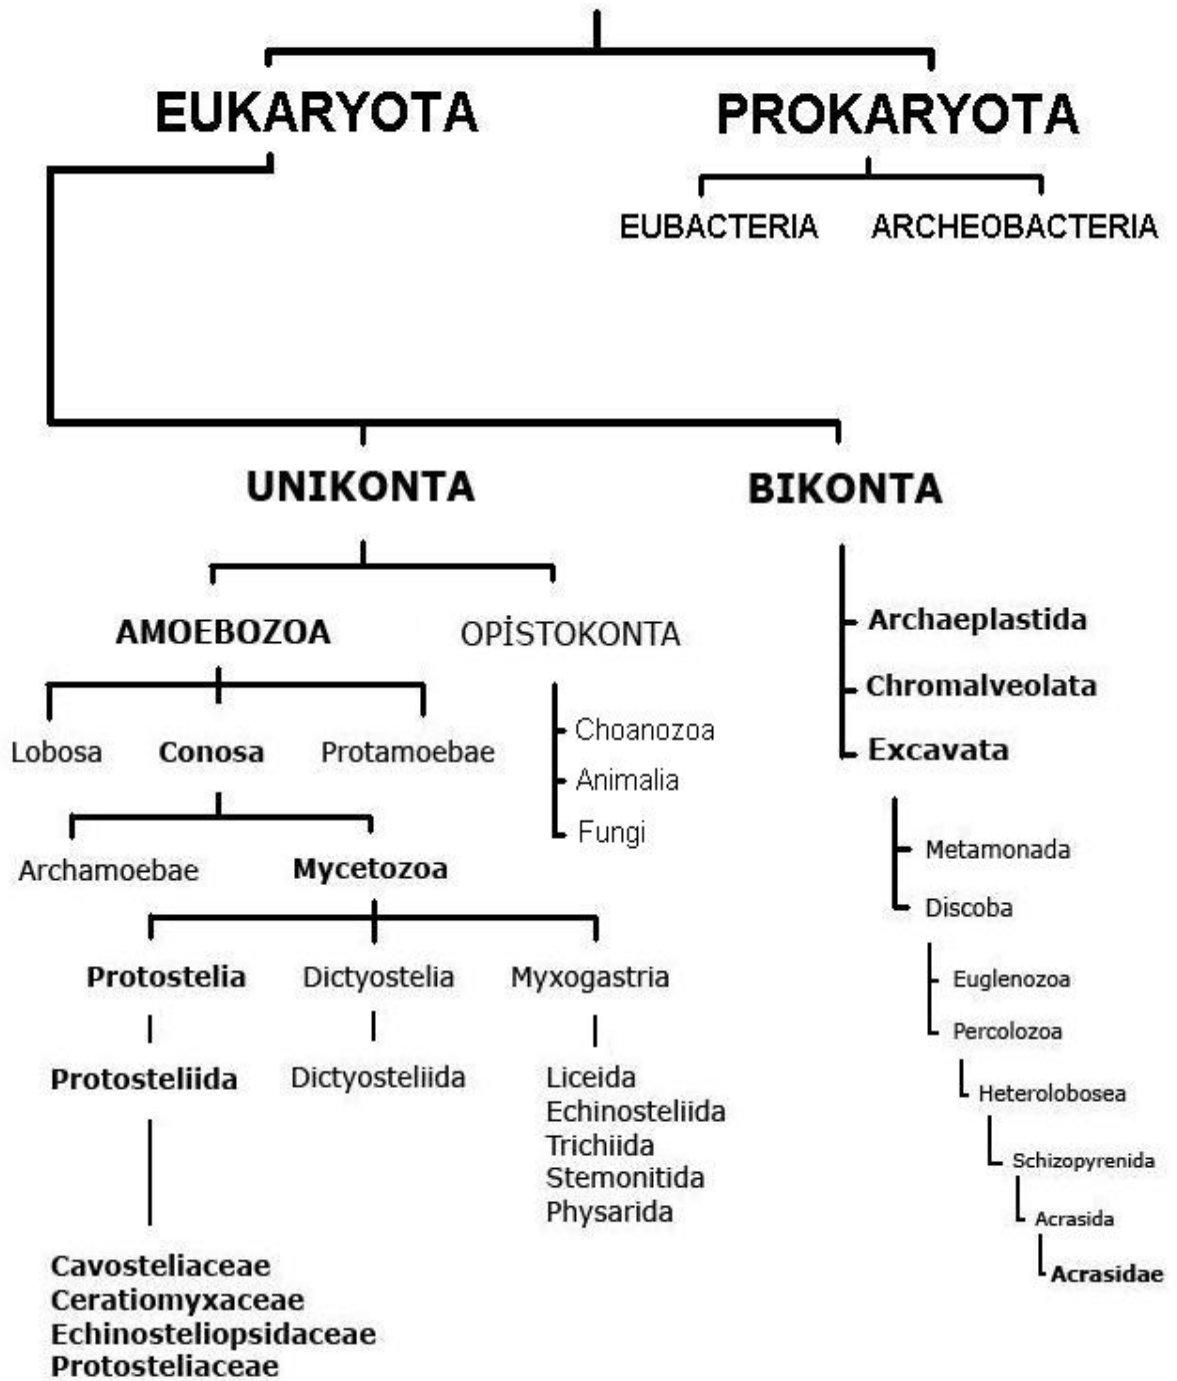 EUKARYOTA PROKARYOTA
EUBACTERIA ARCHEOBACTERIA
UNIKONTA BIKONTA
AMOEBOZOA OPİSTOKONTA
Lobosa Conosa Protamoebae
Choanozoa
Animalia
Fungi
Archamoebae Mycetozoa
Protostelia Dictyostelia Myxogastria
Protosteliida Dictyosteliida
Liceida
Echinosteliida
Trichiida
Stemonitida
Physarida
Cavosteliaceae
Ceratiomyxaceae
Echinosteliopsidaceae
Protosteliaceae
Archaeplastida
Chromalveolata
Excavata
Metamonada
Discoba
Euglenozoa
Percolozoa
Heterolobosea
Schizopyrenida
Acrasida
Acrasidae